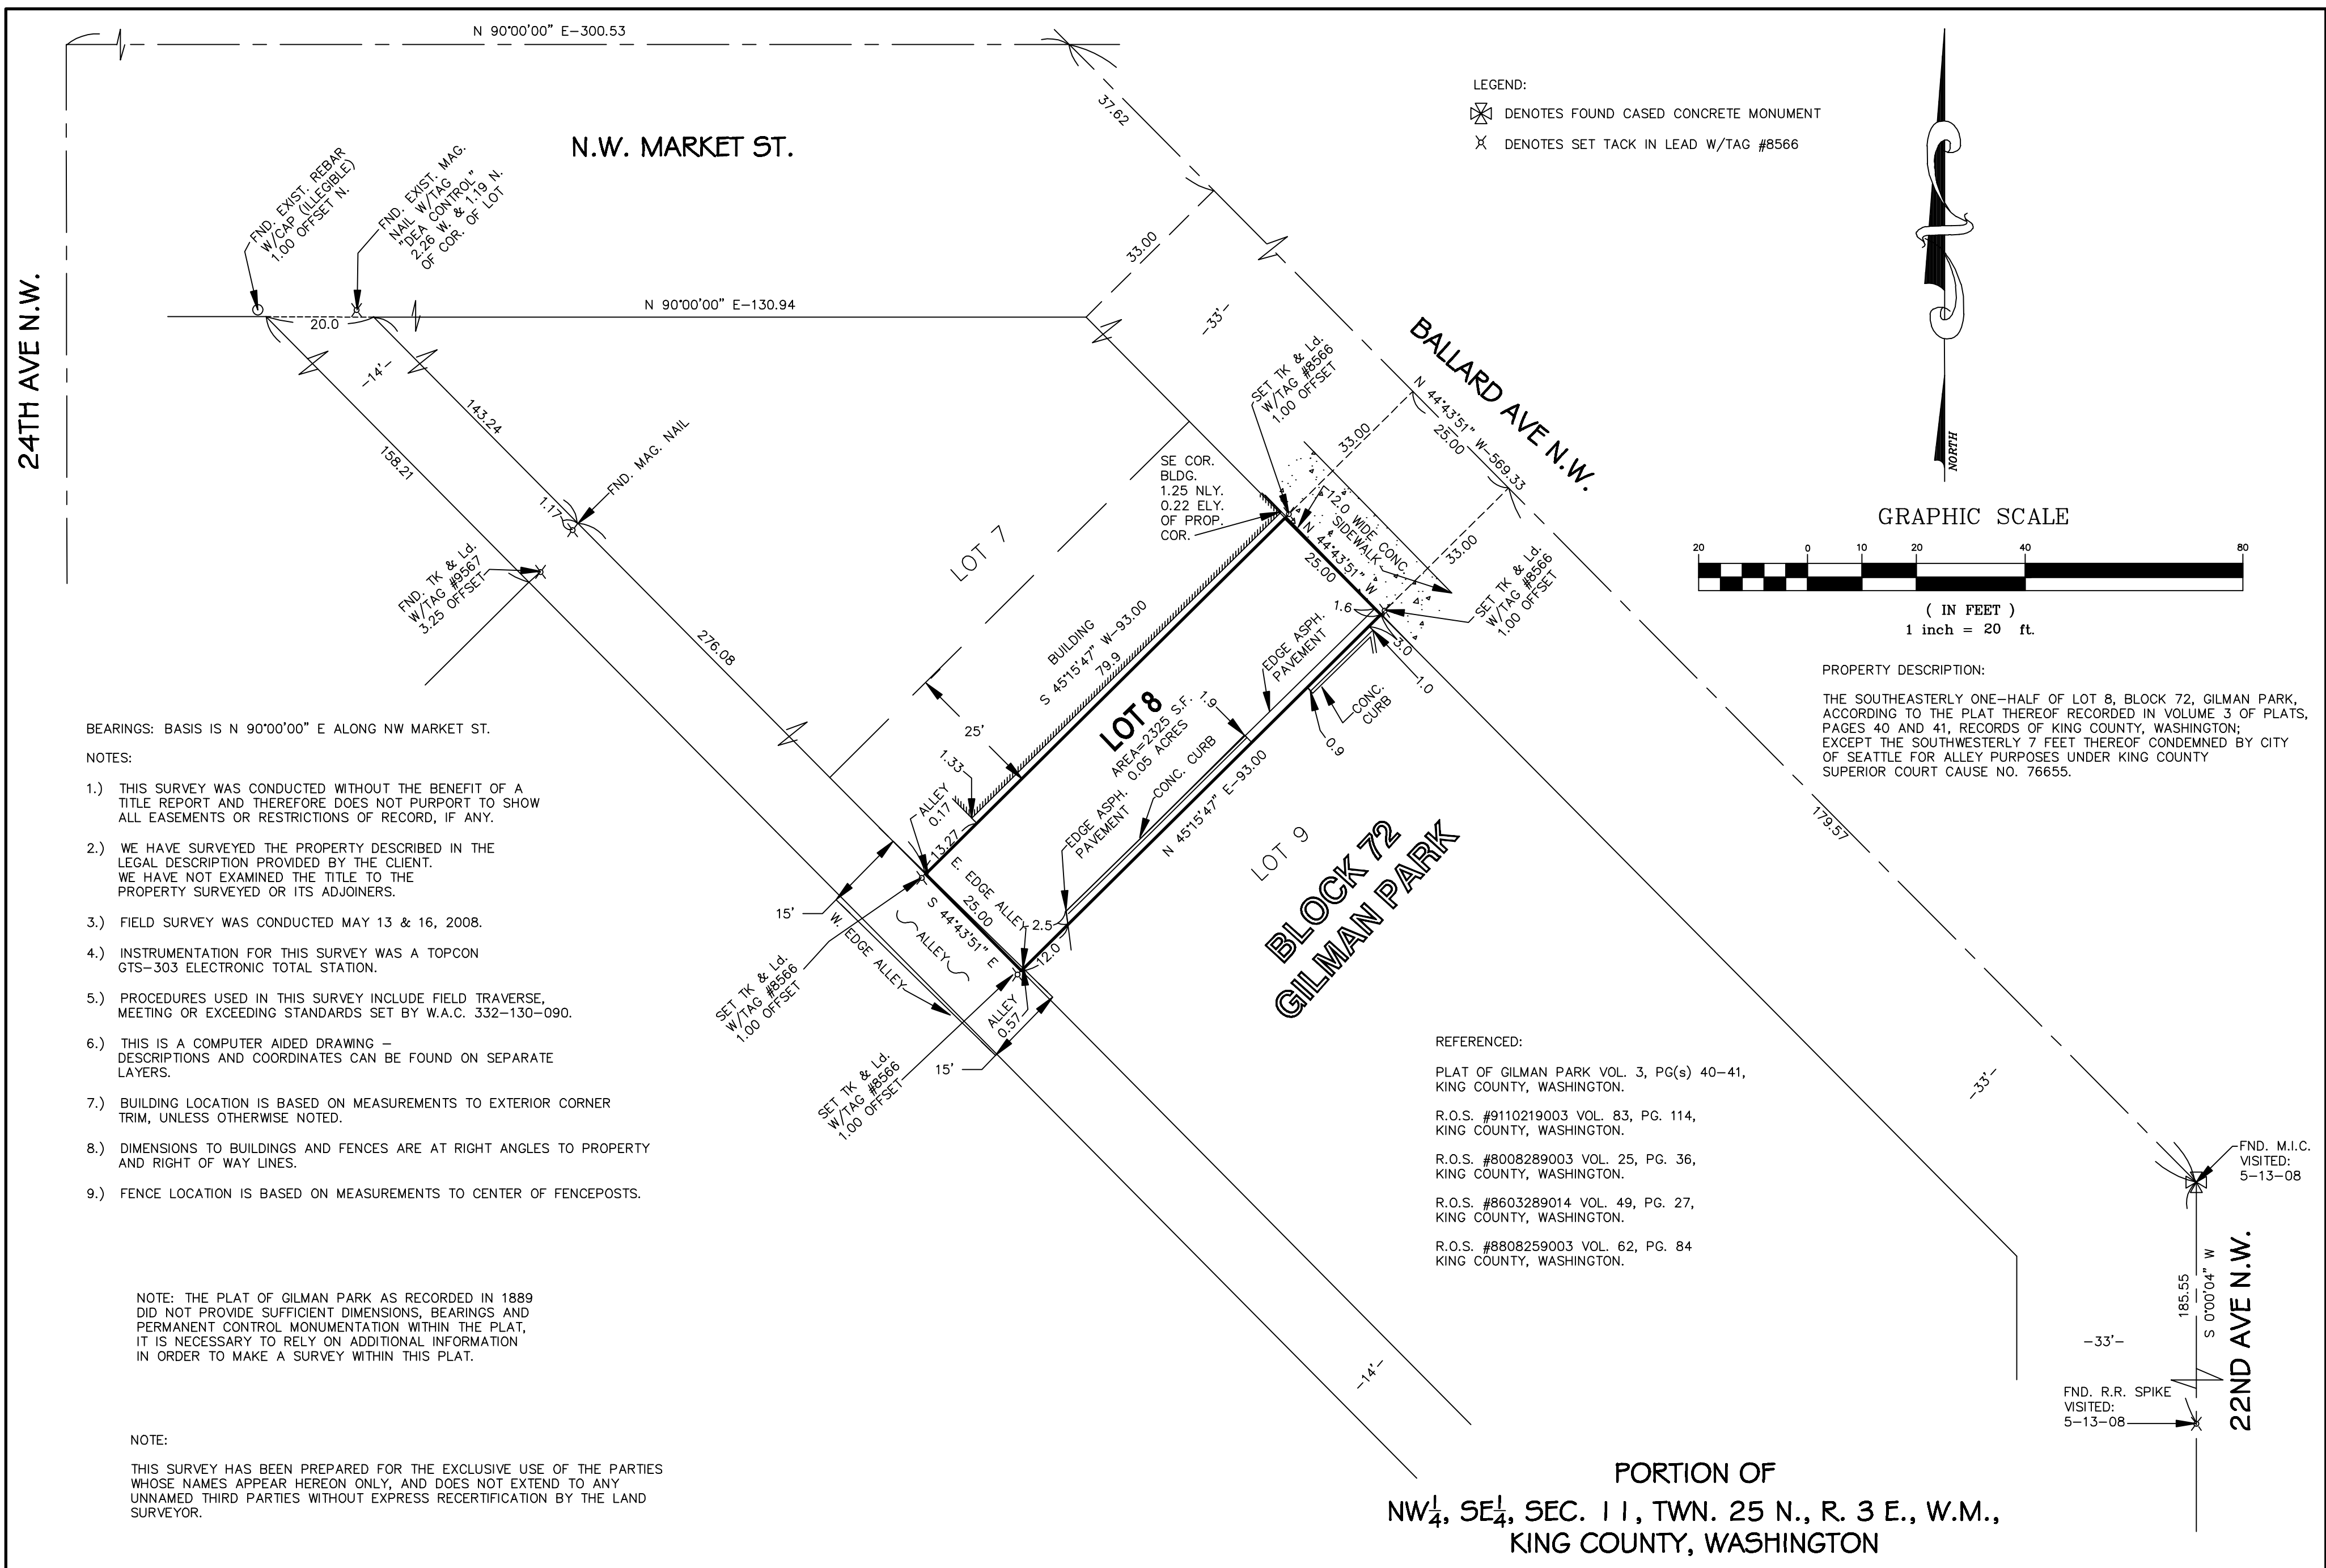 N 90°00'00" E-300.53
N.W. MARKET ST.
24TH AVE N.W.
FND. EXIST. REBAR
W/CAP (ILLEGIBLE)
1.00 OFFSET N.
FND. EXIST. MAG.
NAIL W/TAG
"DEA CONTROL"
2.26 W. & 1.19 N.
OF COR. OF LOT
37.62
33.00
-33'-
N 90°00'00" E-130.94
20.0
-14'-
143.24
158.21
1.17
FND. MAG. NAIL
FND. TK & Ld.
W/TAG #9567
3.25 OFFSET
276.08
LEGEND:
DENOTES FOUND CASED CONCRETE MONUMENT
DENOTES SET TACK IN LEAD W/TAG #8566
NORTH
GRAPHIC SCALE
20 0 10 20 40 80
( IN FEET )
1 inch = 20 ft.
BALLARD AVE N.W.
N 44°43'51" W-569.33
25.00
33.00
33.00
SET TK & Ld.
W/TAG #8566
1.00 OFFSET
SE COR.
BLDG.
1.25 NLY.
0.22 ELY.
OF PROP.
COR.
12.0 WIDE CONC.
SIDEWALK
N 44°43'51" W
25.00
SET TK & Ld.
W/TAG #8566
1.00 OFFSET
1.6
3.0
1.0
LOT 7
BUILDING
S 45°15'47" W-93.00
79.9
EDGE ASPH.
PAVEMENT
CONC.
CURB
0.9
1.9
LOT 8
AREA=2325 S.F.
0.05 ACRES
25'
1.33
CONC. CURB
EDGE ASPH.
PAVEMENT
N 45°15'47" E-93.00
ALLEY
0.17
13.27
E. EDGE ALLEY
25.00
S 44°43'51" E
2.5
12.0
15'
W. EDGE ALLEY
ALLEY
SET TK & Ld.
W/TAG #8566
1.00 OFFSET
ALLEY
0.57
15'
SET TK & Ld.
W/TAG #8566
1.00 OFFSET
LOT 9
BLOCK 72
GILMAN PARK
PROPERTY DESCRIPTION:
THE SOUTHEASTERLY ONE-HALF OF LOT 8, BLOCK 72, GILMAN PARK,
ACCORDING TO THE PLAT THEREOF RECORDED IN VOLUME 3 OF PLATS,
PAGES 40 AND 41, RECORDS OF KING COUNTY, WASHINGTON;
EXCEPT THE SOUTHWESTERLY 7 FEET THEREOF CONDEMNED BY CITY
OF SEATTLE FOR ALLEY PURPOSES UNDER KING COUNTY
SUPERIOR COURT CAUSE NO. 76655.
179.57
BEARINGS: BASIS IS N 90°00'00" E ALONG NW MARKET ST.
NOTES:
1.) THIS SURVEY WAS CONDUCTED WITHOUT THE BENEFIT OF A
TITLE REPORT AND THEREFORE DOES NOT PURPORT TO SHOW
ALL EASEMENTS OR RESTRICTIONS OF RECORD, IF ANY.
2.) WE HAVE SURVEYED THE PROPERTY DESCRIBED IN THE
LEGAL DESCRIPTION PROVIDED BY THE CLIENT.
WE HAVE NOT EXAMINED THE TITLE TO THE
PROPERTY SURVEYED OR ITS ADJOINERS.
3.) FIELD SURVEY WAS CONDUCTED MAY 13 & 16, 2008.
4.) INSTRUMENTATION FOR THIS SURVEY WAS A TOPCON
GTS-303 ELECTRONIC TOTAL STATION.
5.) PROCEDURES USED IN THIS SURVEY INCLUDE FIELD TRAVERSE,
MEETING OR EXCEEDING STANDARDS SET BY W.A.C. 332-130-090.
6.) THIS IS A COMPUTER AIDED DRAWING -
DESCRIPTIONS AND COORDINATES CAN BE FOUND ON SEPARATE
LAYERS.
7.) BUILDING LOCATION IS BASED ON MEASUREMENTS TO EXTERIOR CORNER
TRIM, UNLESS OTHERWISE NOTED.
8.) DIMENSIONS TO BUILDINGS AND FENCES ARE AT RIGHT ANGLES TO PROPERTY
AND RIGHT OF WAY LINES.
9.) FENCE LOCATION IS BASED ON MEASUREMENTS TO CENTER OF FENCEPOSTS.
NOTE: THE PLAT OF GILMAN PARK AS RECORDED IN 1889
DID NOT PROVIDE SUFFICIENT DIMENSIONS, BEARINGS AND
PERMANENT CONTROL MONUMENTATION WITHIN THE PLAT,
IT IS NECESSARY TO RELY ON ADDITIONAL INFORMATION
IN ORDER TO MAKE A SURVEY WITHIN THIS PLAT.
NOTE:
THIS SURVEY HAS BEEN PREPARED FOR THE EXCLUSIVE USE OF THE PARTIES
WHOSE NAMES APPEAR HEREON ONLY, AND DOES NOT EXTEND TO ANY
UNNAMED THIRD PARTIES WITHOUT EXPRESS RECERTIFICATION BY THE LAND
SURVEYOR.
REFERENCED:
PLAT OF GILMAN PARK VOL. 3, PG(s) 40-41,
KING COUNTY, WASHINGTON.
R.O.S. #9110219003 VOL. 83, PG. 114,
KING COUNTY, WASHINGTON.
R.O.S. #8008289003 VOL. 25, PG. 36,
KING COUNTY, WASHINGTON.
R.O.S. #8603289014 VOL. 49, PG. 27,
KING COUNTY, WASHINGTON.
R.O.S. #8808259003 VOL. 62, PG. 84
KING COUNTY, WASHINGTON.
-14'-
-33'-
FND. M.I.C.
VISITED:
5-13-08
185.55
S 0°00'04" W
22ND AVE N.W.
-33'-
FND. R.R. SPIKE
VISITED:
5-13-08
PORTION OF
NW¼, SE¼, SEC. 11, TWN. 25 N., R. 3 E., W.M.,
KING COUNTY, WASHINGTON